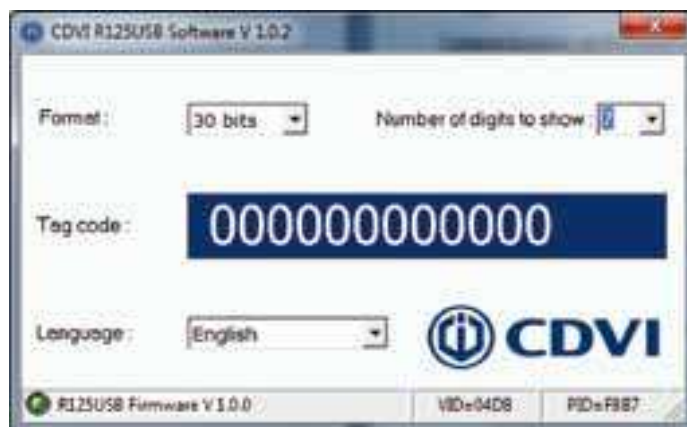 CDVI R125USB Software V 1.0.2
Format : 30 bits Number of digits to show :
Tag code : 0000000000000
Language : English
CDVI
R125USB Firmware V 1.0.0 VID=04D8 PID=F8B7